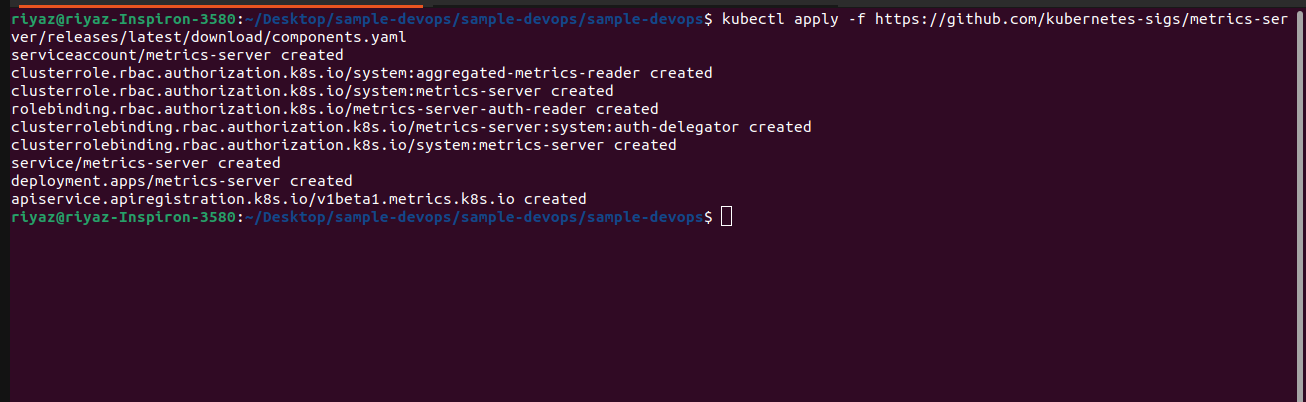 riyaz@riyaz-Inspiron-3580:~/Desktop/sample-devops/sample-devops/sample-devops$ kubectl apply -f https://github.com/kubernetes-sigs/metrics-ser
ver/releases/latest/download/components.yaml
serviceaccount/metrics-server created
clusterrole.rbac.authorization.k8s.io/system:aggregated-metrics-reader created
clusterrole.rbac.authorization.k8s.io/system:metrics-server created
rolebinding.rbac.authorization.k8s.io/metrics-server-auth-reader created
clusterrolebinding.rbac.authorization.k8s.io/metrics-server:system:auth-delegator created
clusterrolebinding.rbac.authorization.k8s.io/system:metrics-server created
service/metrics-server created
deployment.apps/metrics-server created
apiservice.apiregistration.k8s.io/v1beta1.metrics.k8s.io created
riyaz@riyaz-Inspiron-3580:~/Desktop/sample-devops/sample-devops/sample-devops$